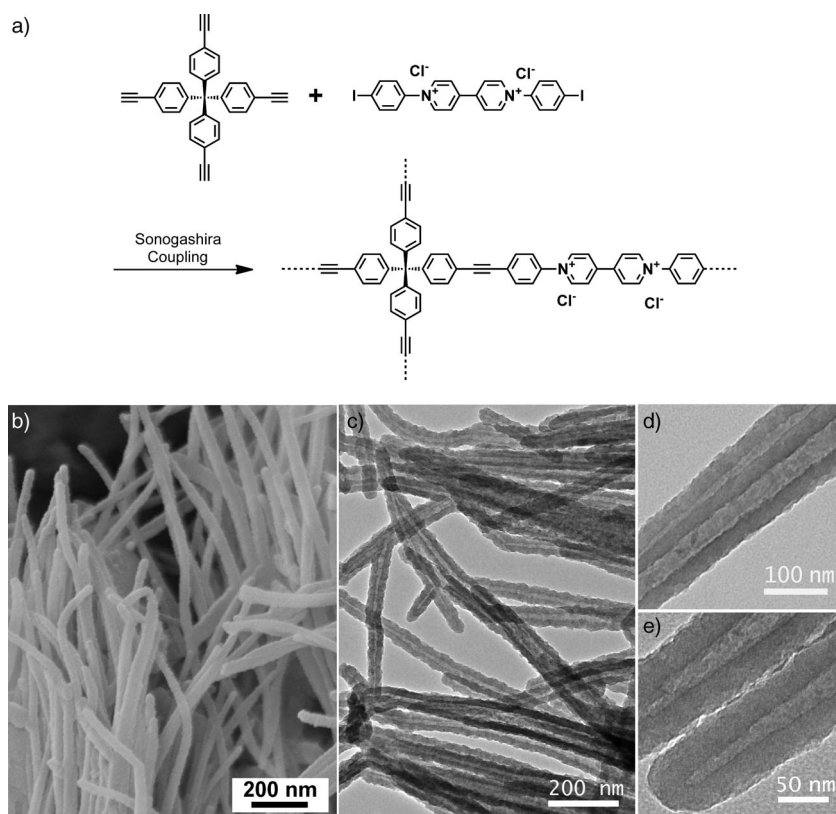 a)
Cl-
Cl-
+
I
N+
N+
I
Sonogashira
Coupling
N+
N+
Cl-
Cl-
b)
200 nm
c)
200 nm
d)
100 nm
e)
50 nm